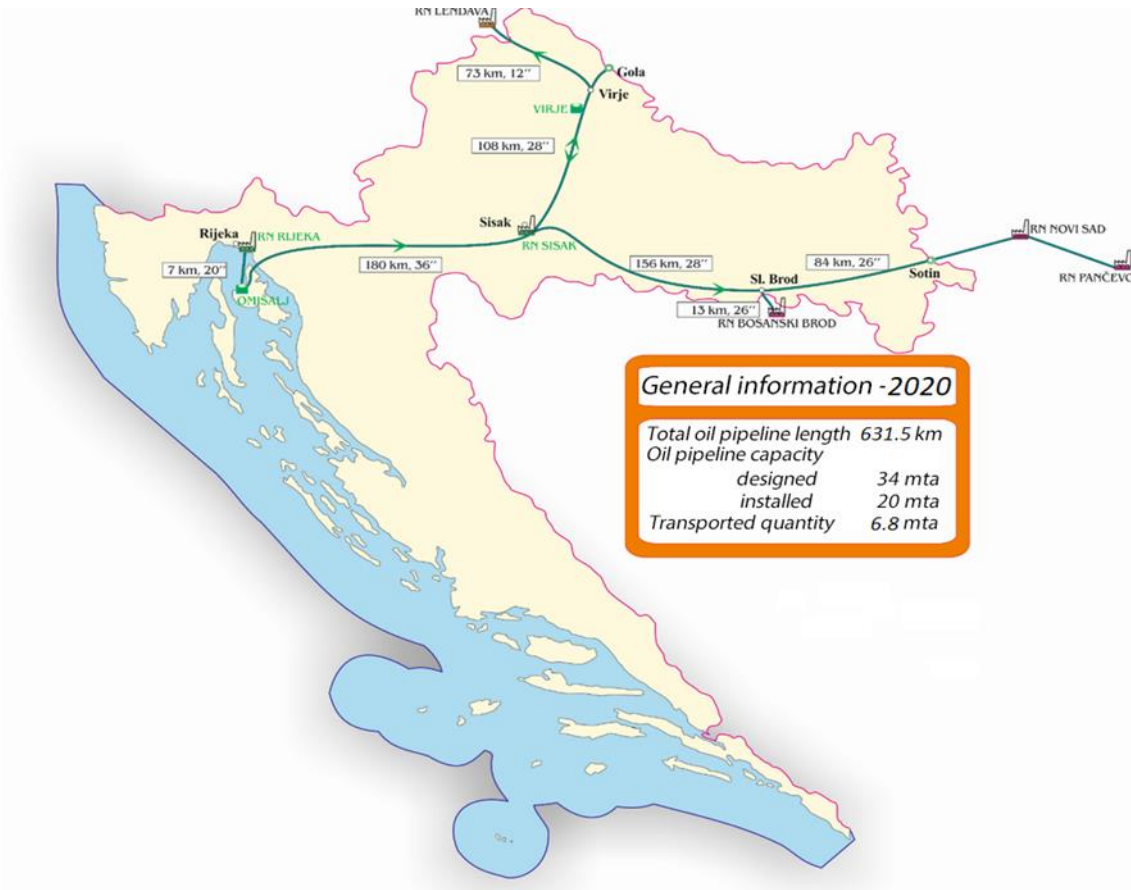 RN LENDAVA
73 km, 12''
Gola
Virje
VIRJE
108 km, 28''
Sisak
RN SISAK
Rijeka
RN RIJEKA
7 km, 20''
OMISALJ
180 km, 36''
156 km, 28''
Sl. Brod
84 km, 26''
Sotin
RN NOVI SAD
RN PANČEVO
13 km, 26''
RN BOSANSKI BROD
General information - 2020
Total oil pipeline length 631.5 km
Oil pipeline capacity
designed 34 mta
installed 20 mta
Transported quantity 6.8 mta